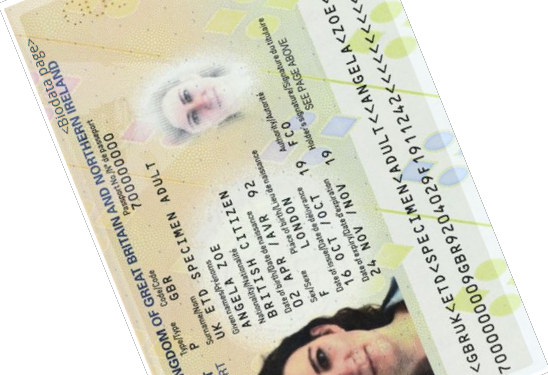 <Biodata Page>
NGDOM OF GREAT BRITAIN AND NORTHERN IRELAND
Type/Type Code/Code Passport No./Nº de passeport
P GBR 700000000
Surname/Nom
UK ETD SPECIMEN ADULT
Given names/Prénoms
ANGELA ZOE
Nationality/Nationalité
BRITISH CITIZEN
Date of birth/Date de naissance
02 APR / AVR 92
Sex/Sexe Place of birth/Lieu de naissance
F LONDON
Date of issue/Date de délivrance Authority/Autorité
16 OCT / OCT 19 FCO
Date of expiry/Date d'expiration Holder's signature/Signature du titulaire
24 NOV / NOV 19 SEE PAGE ABOVE
<GBRUK<ETD<SPECIMEN<ADULT<<ANGELA<ZOE<
7000000009GBR9204029F1911242<<<<<<<